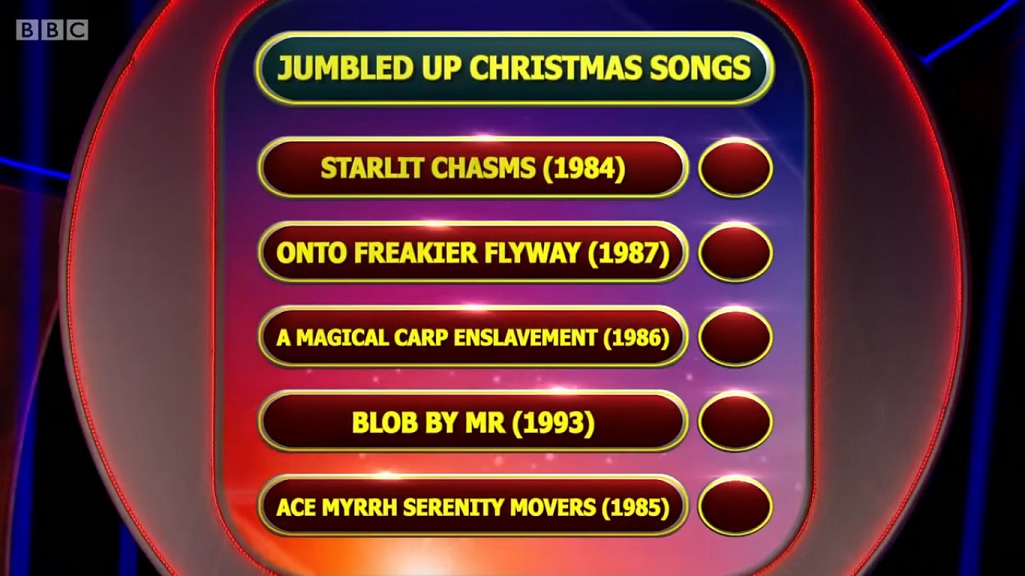 BBC
JUMBLED UP CHRISTMAS SONGS
STARLIT CHASMS (1984)
ONTO FREAKIER FLYWAY (1987)
A MAGICAL CARP ENSLAVEMENT (1986)
BLOB BY MR (1993)
ACE MYRRH SERENITY MOVERS (1985)